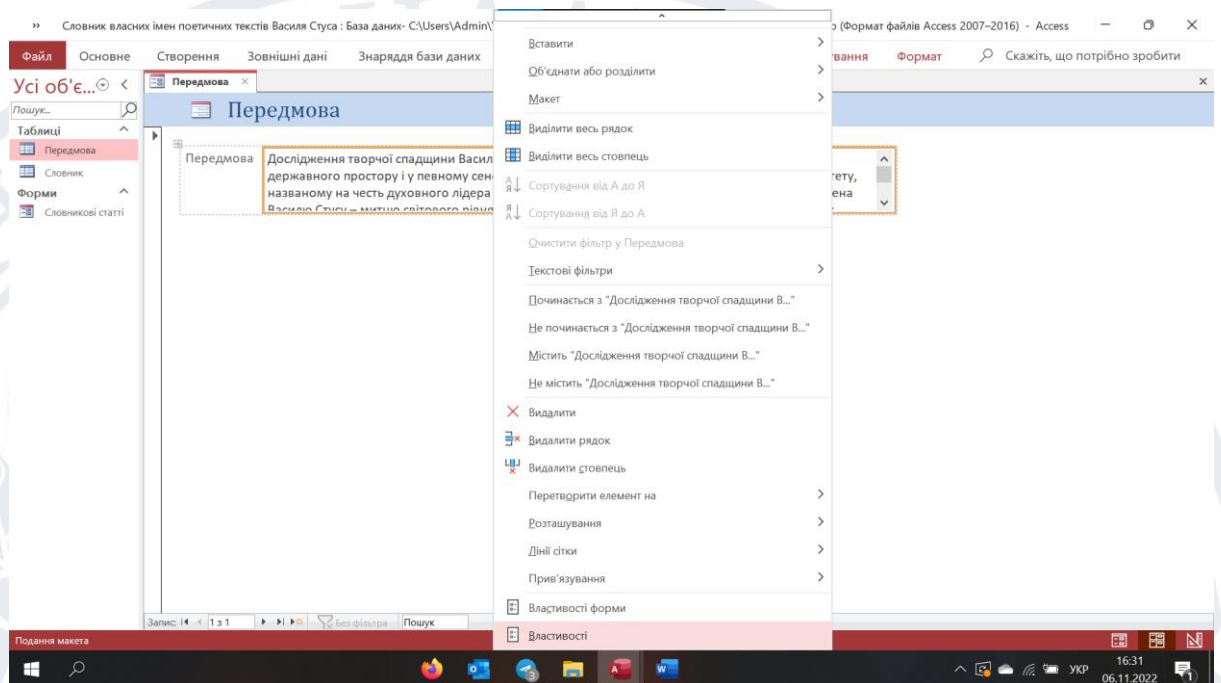 Словник власних імен поетичних текстів Василя Стуса : База даних- C:\Users\Admin\
(Формат файлів Access 2007–2016) - Access
Файл Основне Створення Зовнішні дані Знаряддя бази даних
вання Формат Скажіть, що потрібно зробити
Усі об'є...
Передмова
Пошук...
Передмова
Таблиці
Передмова
Словник
Форми
Словникові статті
Передмова
Дослідження творчої спадщини Васил
державного простору і у певному сен
тету,
названому на честь духовного лідера
ена
Василю Стусу – митцю світового рівня
Вставити
Об'єднати або розділити
Макет
Виділити весь рядок
Виділити весь стовпець
Сортування від А до Я
Сортування від Я до А
Очистити фільтр у Передмова
Текстові фільтри
Починається з "Дослідження творчої спадщини В..."
Не починається з "Дослідження творчої спадщини В..."
Містить "Дослідження творчої спадщини В..."
Не містить "Дослідження творчої спадщини В..."
Видалити
Видалити рядок
Видалити стовпець
Перетворити елемент на
Розташування
Лінії сітки
Прив'язування
Властивості форми
Властивості
Запис: 1 з 1 Без фільтра Пошук
Подання макета
УКР
16:31
06.11.2022